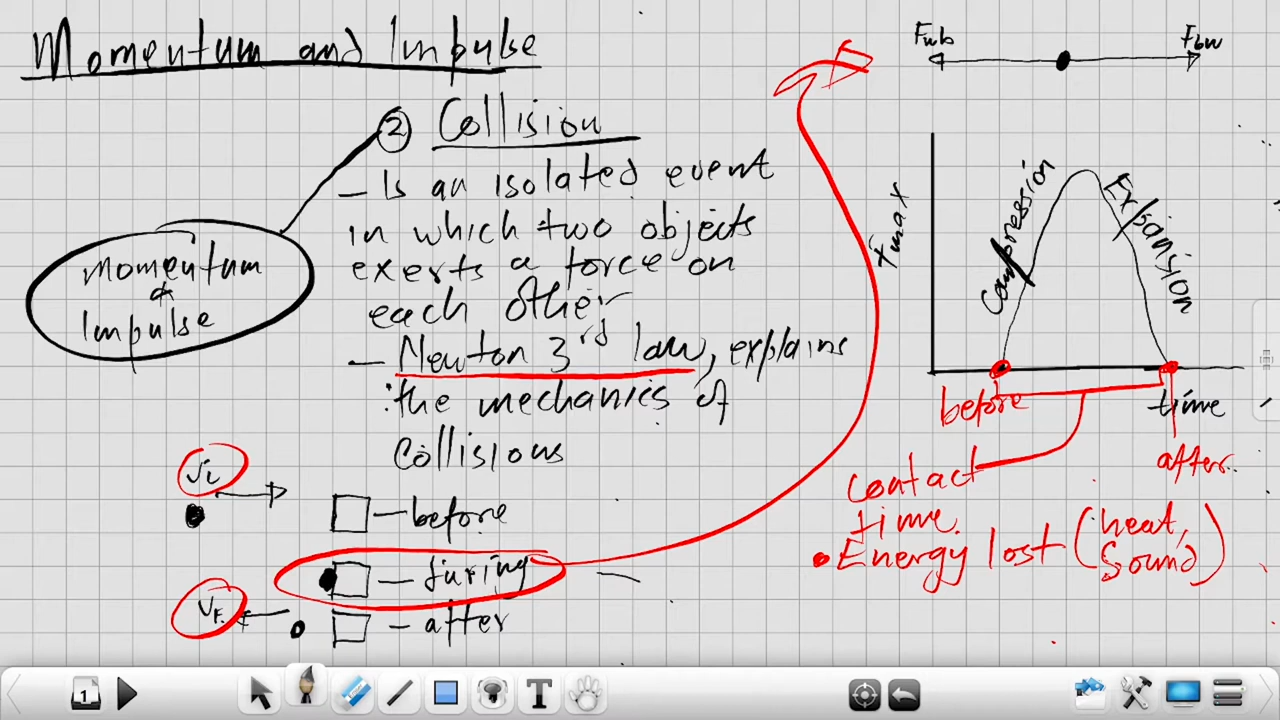 Momentum and Impulse
② Collision
— Is an isolated event
in which two objects
exerts a force on
each other
— Newton 3rd law, explains
the mechanics of
Collisions
momentum
&
Impulse
Vi
— before
— during
VF.
— after
Fwb
Fbw
Fmax
Compression
Expansion
before
time
after
contact
time.
• Energy lost (heat,
Sound)
1
T